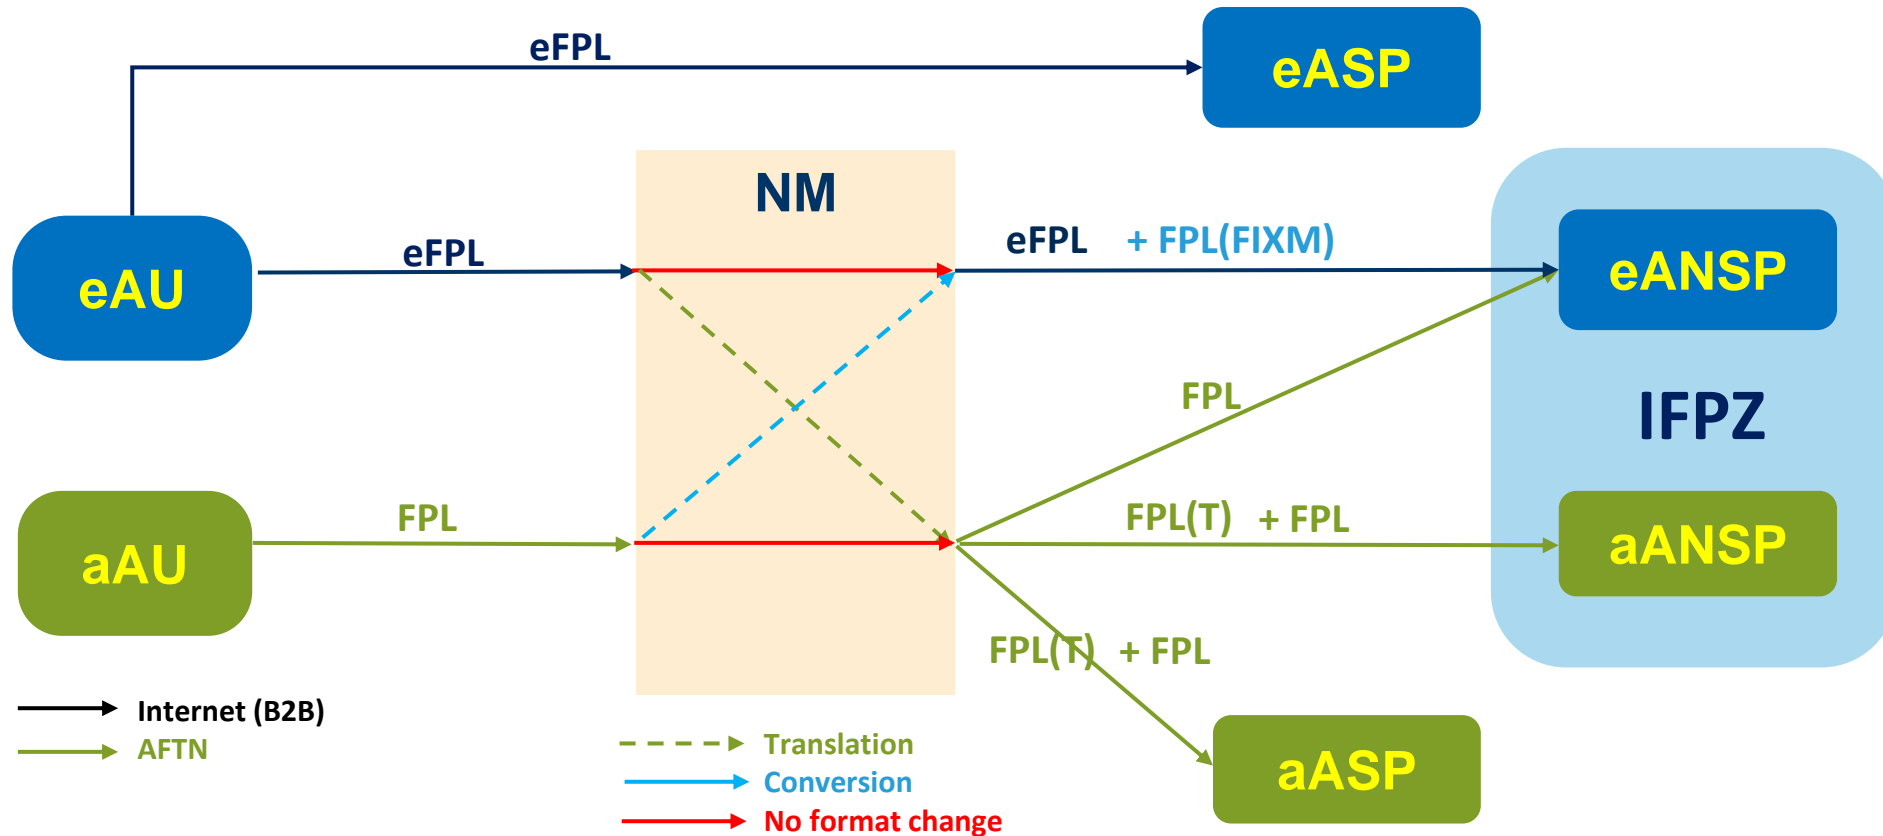 eFPL
eASP
NM
eAU
eFPL
eFPL + FPL(FIXM)
eANSP
FPL
IFPZ
aAU
FPL
FPL(T) + FPL
aANSP
FPL(T) + FPL
aASP
Internet (B2B)
AFTN
Translation
Conversion
No format change